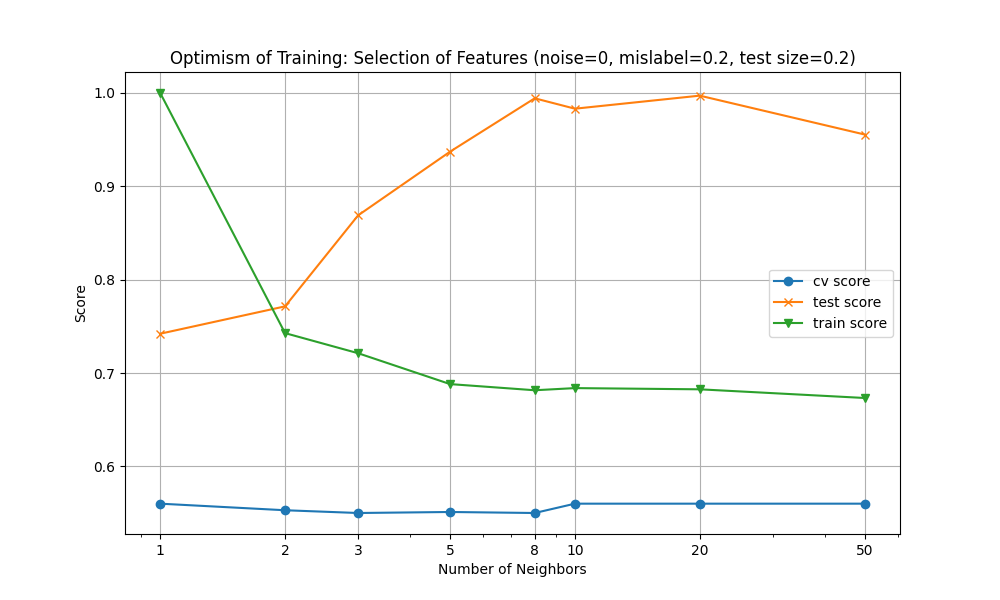 Optimism of Training: Selection of Features (noise=0, mislabel=0.2, test size=0.2)
1.0
0.9
0.8
0.7
0.6
Score
cv score
test score
train score
1 2 3 5 8 10 20 50
Number of Neighbors